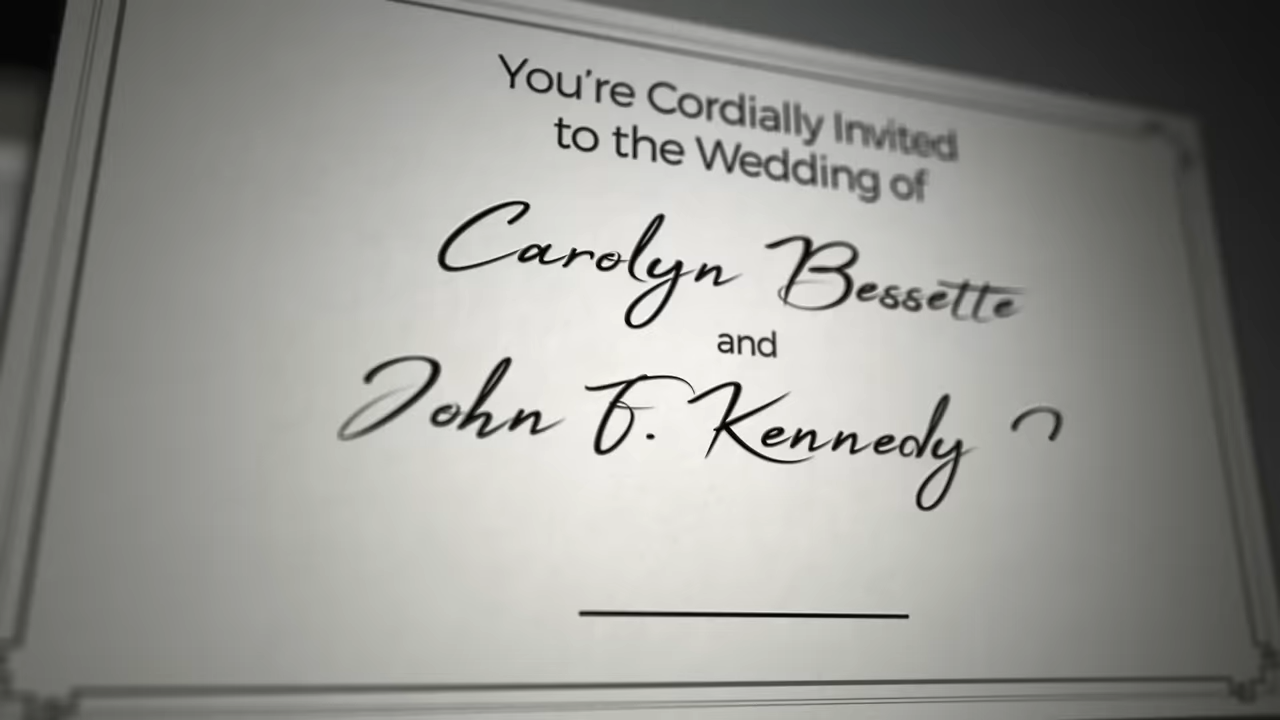 You're Cordially Invited
to the Wedding of
Carolyn Bessette
and
John F. Kennedy